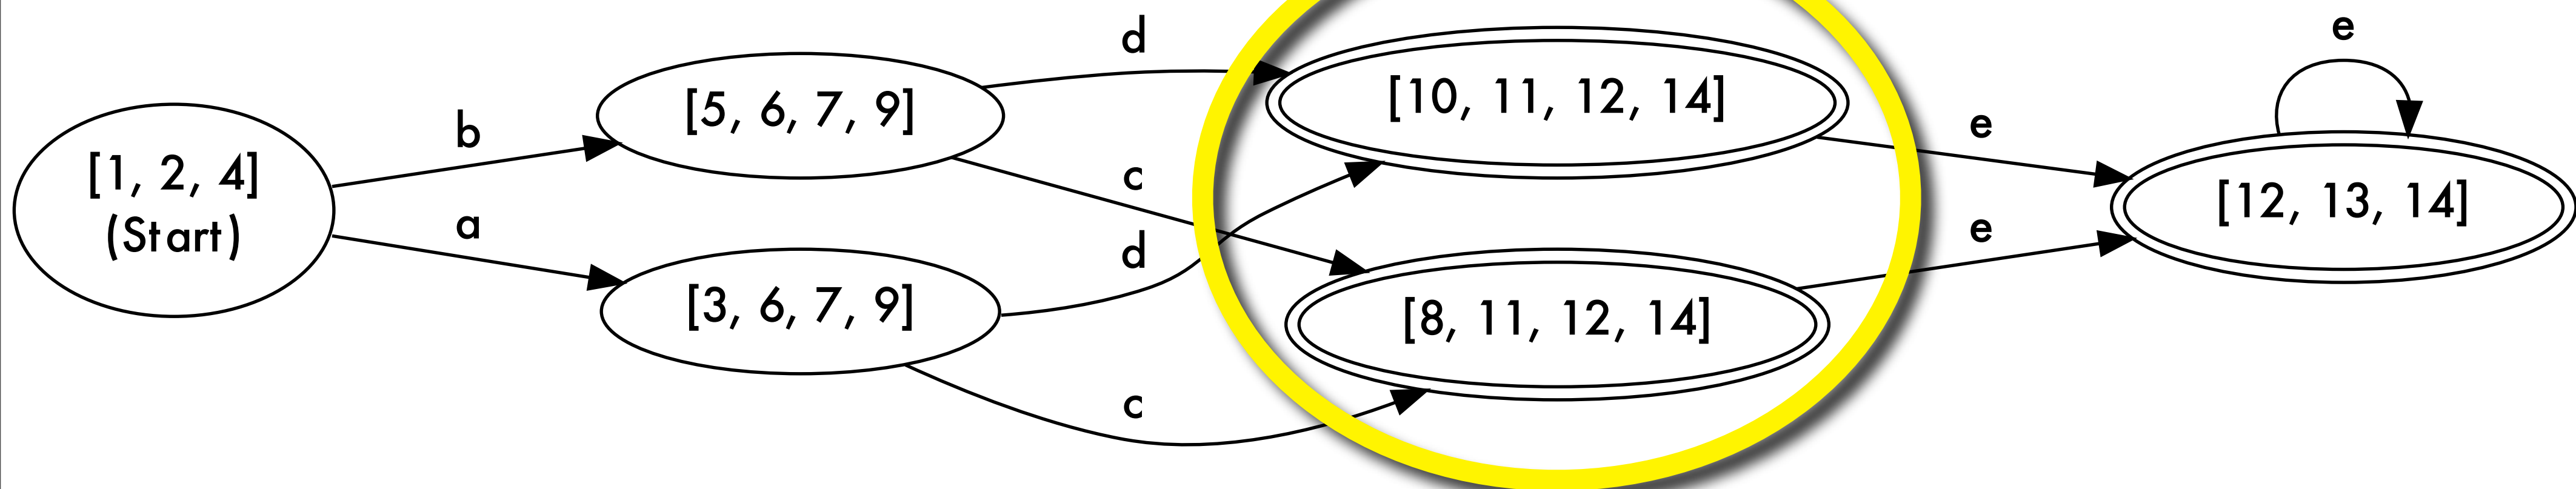 [1, 2, 4]
(Start)
b
a
[5, 6, 7, 9]
[3, 6, 7, 9]
d
c
d
c
[10, 11, 12, 14]
[8, 11, 12, 14]
e
e
e
[12, 13, 14]